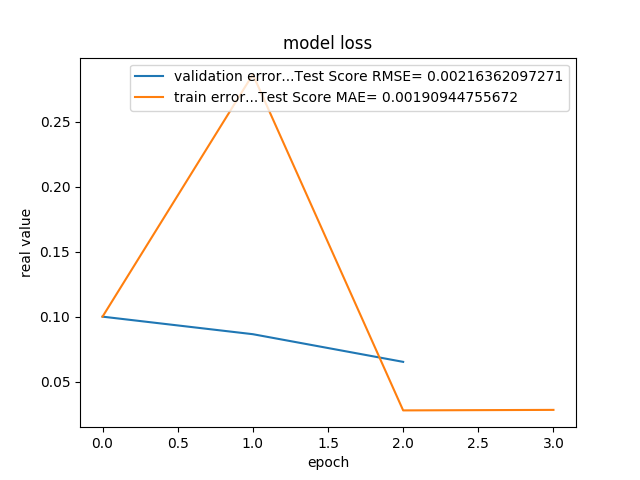 model loss
validation error...Test Score RMSE= 0.00216362097271
train error...Test Score MAE= 0.00190944755672
0.25
0.20
0.15
0.10
0.05
real value
0.0 0.5 1.0 1.5 2.0 2.5 3.0
epoch